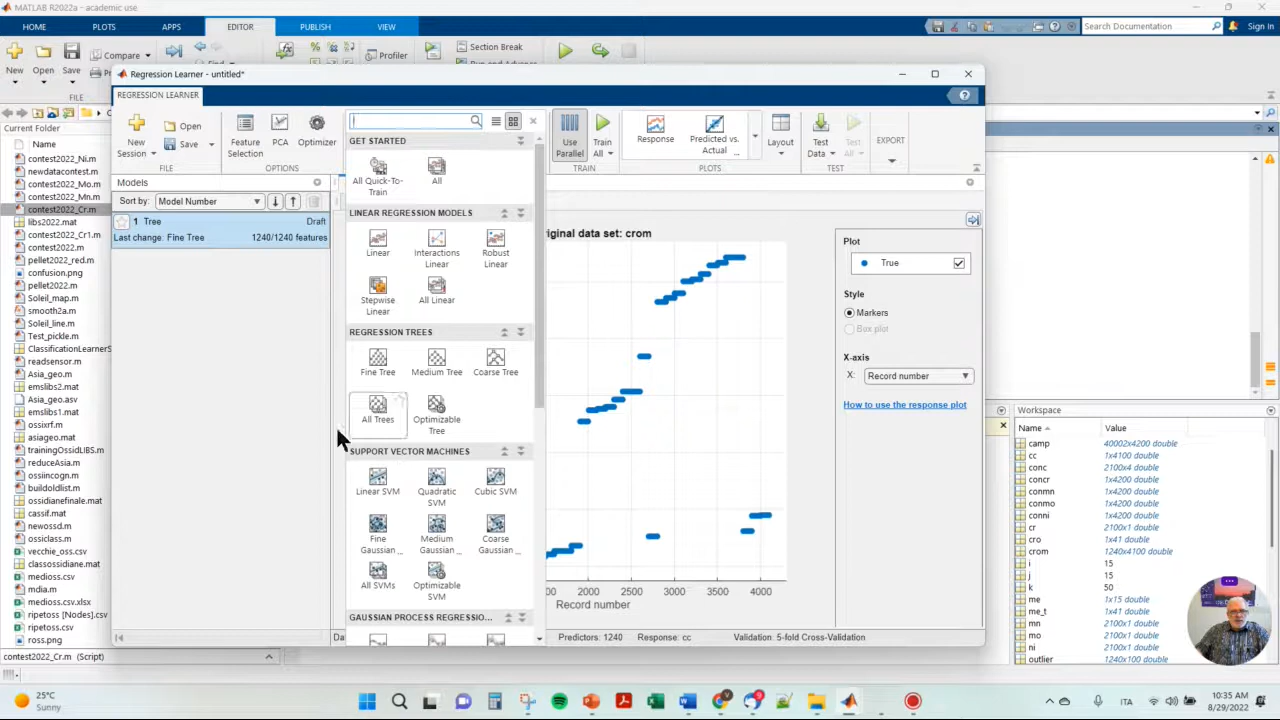 MATLAB R2022a - academic use
HOME PLOTS APPS EDITOR PUBLISH VIEW
Search Documentation Sign In
New Open Save
Compare
Profiler
Section Break
FILE
Current Folder
Name
contest2022_Ni.m
newdatacontest.m
contest2022_Mo.m
contest2022_Mn.m
contest2022_Cr.m
libs2022.mat
contest2022_Cr1.m
contest2022.m
pellet2022_red.m
confusion.png
pellet2022.m
Soleil_map.m
smooth2a.m
Soleil_line.m
Test_pickle.m
ClassificationLearnerS
readsensor.m
Asia_geo.m
emslibs2.mat
Asia_geo.asv
emslibs1.mat
ossixrf.m
asiageo.mat
trainingOssidLIBS.m
reduceAsia.m
ossiincogn.m
buildoldlist.m
ossidianefinale.mat
cassif.mat
newossd.m
ossiclass.m
vecchie_oss.csv
classossidiane.mat
medioss.csv
mdia.m
medioss.csv.xlsx
ripetoss [Nodes].csv
ripetoss.csv
ross.png
contest2022_Cr.m (Script)
Regression Learner - untitled*
REGRESSION LEARNER
New Session
Open
Save
FILE
Feature Selection
PCA
Optimizer
OPTIONS
Use Parallel
Train All
TRAIN
Response
Predicted vs. Actual ...
Layout
PLOTS
Test Data
Test All
TEST
EXPORT
Models
Sort by: Model Number
1 Tree Draft
Last change: Fine Tree 1240/1240 features
GET STARTED
All Quick-To-Train
All
LINEAR REGRESSION MODELS
Linear
Interactions Linear
Robust Linear
Stepwise Linear
All Linear
REGRESSION TREES
Fine Tree
Medium Tree
Coarse Tree
All Trees
Optimizable Tree
SUPPORT VECTOR MACHINES
Linear SVM
Quadratic SVM
Cubic SVM
Fine Gaussian ...
Medium Gaussian ...
Coarse Gaussian ...
All SVMs
Optimizable SVM
GAUSSIAN PROCESS REGRESSIO...
iginal data set: crom
2000 2500 3000 3500 4000
Record number
Plot
True
Style
Markers
Box plot
X-axis
X: Record number
How to use the response plot
Predictors: 1240 Response: cc Validation: 5-fold Cross-Validation
Workspace
Name Value
camp 40002x4200 double
cc 1x4100 double
conc 2100x4 double
concr 1x4200 double
conmn 1x4200 double
conmo 1x4200 double
conni 1x4200 double
cr 2100x1 double
cro 1x41 double
crom 1240x4100 double
i 15
j 15
k 50
me 1x15 double
me_t 1x41 double
mn 2100x1 double
mo 2100x1 double
ni 2100x1 double
outlier 1240x100 double
25°C
Sunny
ITA
10:35 AM
8/29/2022